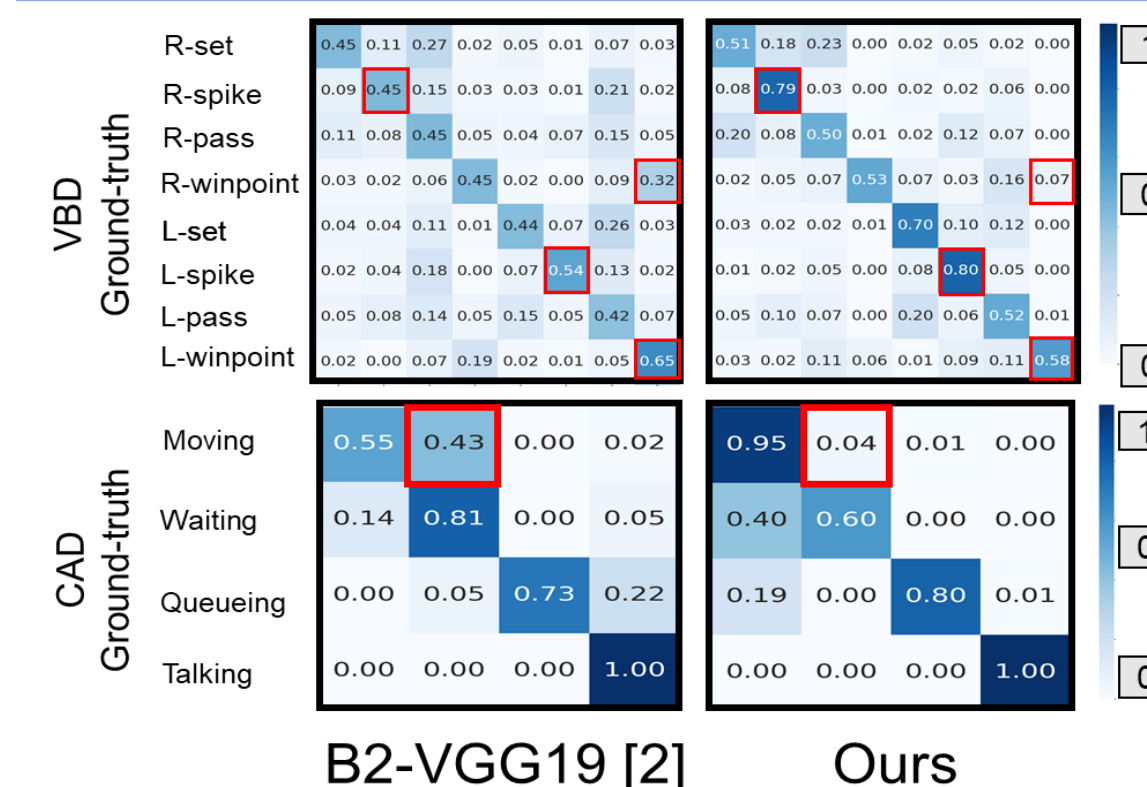 R-set 0.45 0.11 0.27 0.02 0.05 0.01 0.07 0.03 0.51 0.18 0.23 0.00 0.02 0.05 0.02 0.00
R-spike 0.09 0.45 0.15 0.03 0.03 0.01 0.21 0.02 0.08 0.79 0.03 0.00 0.02 0.02 0.06 0.00
R-pass 0.11 0.08 0.45 0.05 0.04 0.07 0.15 0.05 0.20 0.08 0.50 0.01 0.02 0.12 0.07 0.00
R-winpoint 0.03 0.02 0.06 0.45 0.02 0.00 0.09 0.32 0.02 0.05 0.07 0.53 0.07 0.03 0.16 0.07
L-set 0.04 0.04 0.11 0.01 0.44 0.07 0.26 0.03 0.03 0.02 0.02 0.01 0.70 0.10 0.12 0.00
L-spike 0.02 0.04 0.18 0.00 0.07 0.54 0.13 0.02 0.01 0.02 0.05 0.00 0.08 0.80 0.05 0.00
L-pass 0.05 0.08 0.14 0.05 0.15 0.05 0.42 0.07 0.05 0.10 0.07 0.00 0.20 0.06 0.52 0.01
L-winpoint 0.02 0.00 0.07 0.19 0.02 0.01 0.05 0.65 0.03 0.02 0.11 0.06 0.01 0.09 0.11 0.58
VBD
Ground-truth
Moving 0.55 0.43 0.00 0.02 0.95 0.04 0.01 0.00
Waiting 0.14 0.81 0.00 0.05 0.40 0.60 0.00 0.00
Queueing 0.00 0.05 0.73 0.22 0.19 0.00 0.80 0.01
Talking 0.00 0.00 0.00 1.00 0.00 0.00 0.00 1.00
CAD
Ground-truth
B2-VGG19 [2] Ours